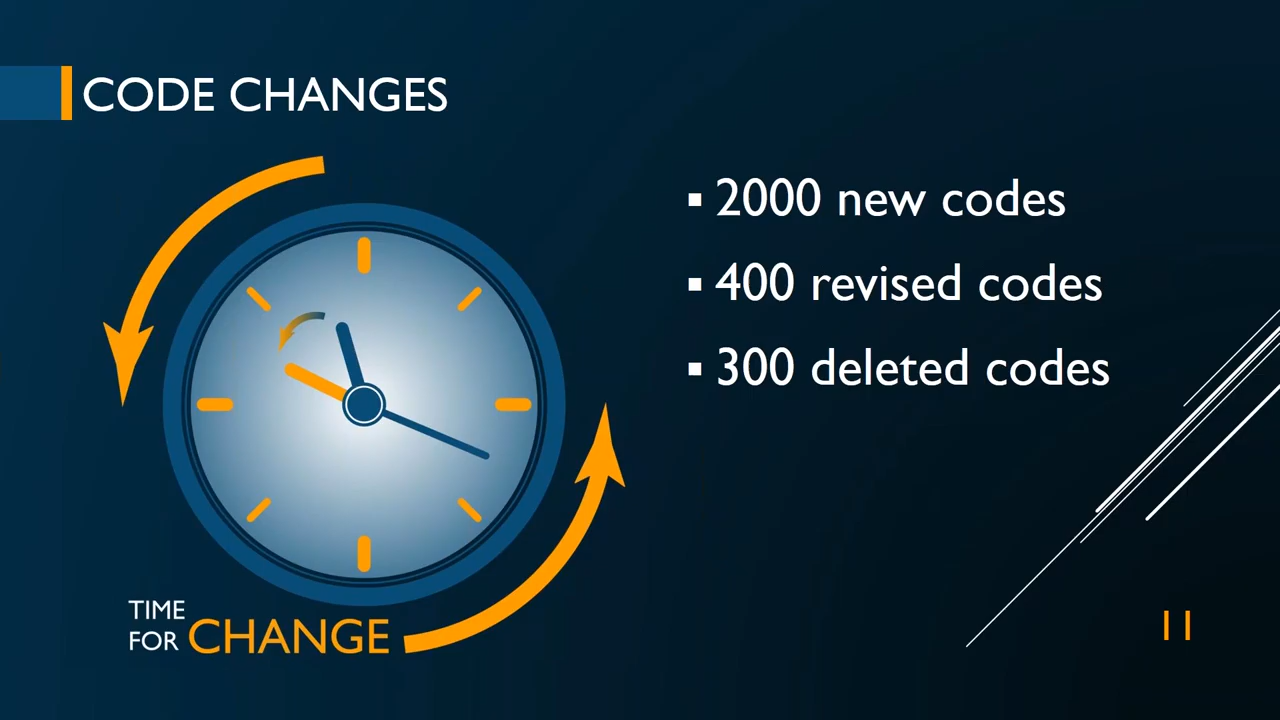 CODE CHANGES
▪ 2000 new codes
▪ 400 revised codes
▪ 300 deleted codes
TIME
FOR CHANGE
11